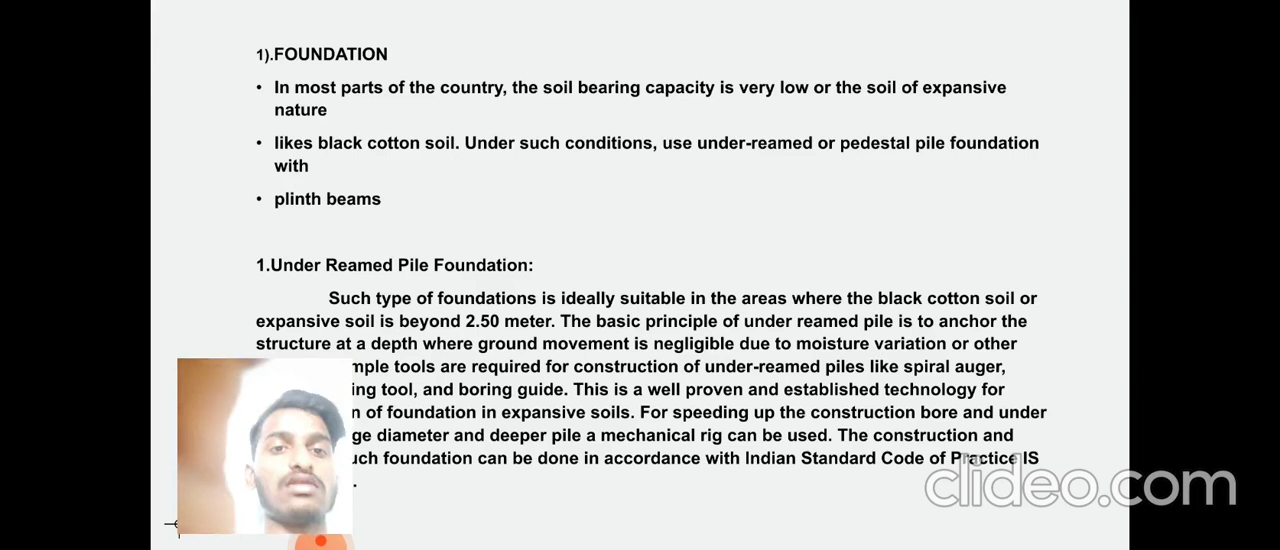 1).FOUNDATION
• In most parts of the country, the soil bearing capacity is very low or the soil of expansive
nature
• likes black cotton soil. Under such conditions, use under-reamed or pedestal pile foundation
with
• plinth beams
1.Under Reamed Pile Foundation:
Such type of foundations is ideally suitable in the areas where the black cotton soil or
expansive soil is beyond 2.50 meter. The basic principle of under reamed pile is to anchor the
structure at a depth where ground movement is negligible due to moisture variation or other
tools are required for construction of under-reamed piles like spiral auger,
tool, and boring guide. This is a well proven and established technology for
of foundation in expansive soils. For speeding up the construction bore and under
diameter and deeper pile a mechanical rig can be used. The construction and
foundation can be done in accordance with Indian Standard Code of Practice IS
clideo.com